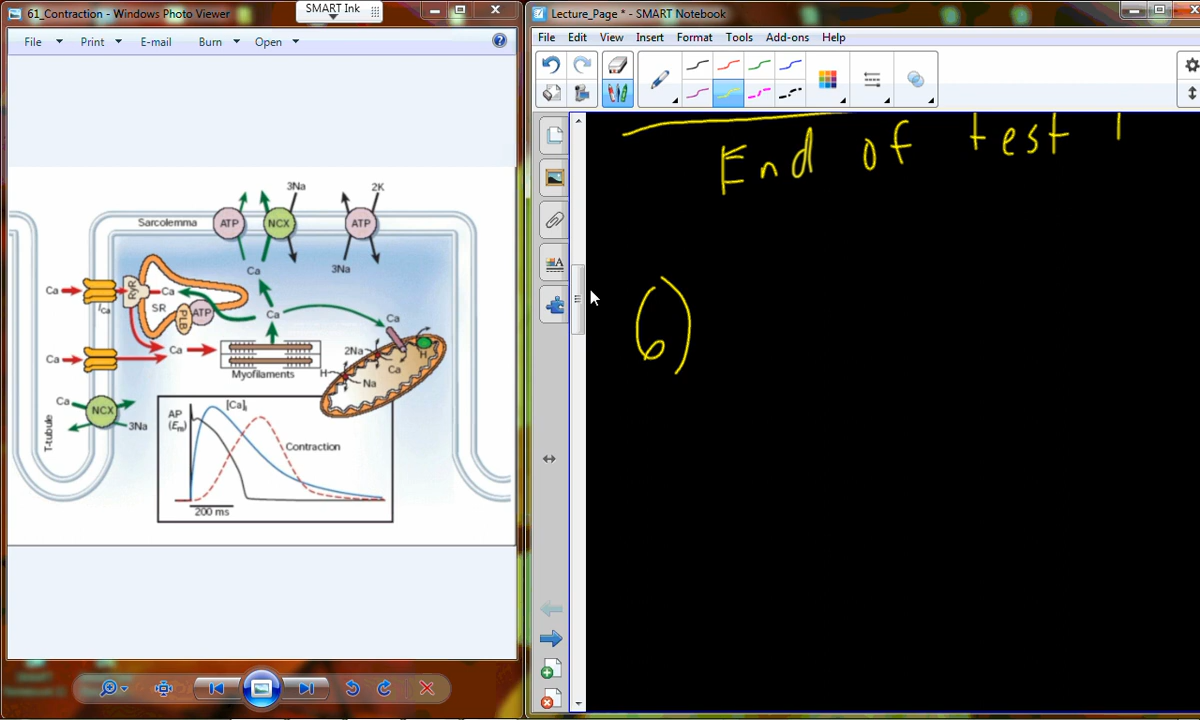 61_Contraction - Windows Photo Viewer
SMART Ink
File Print E-mail Burn Open
3Na 2K
Sarcolemma ATP NCX ATP
Ca 3Na
Ca RyR Ca
SR
ICa
PLB ATP Ca Ca
Ca Ca
2Na H
Myofilaments H Ca
Na
Ca NCX
3Na
T-tubule
AP
(Em)
[Ca]i
Contraction
200 ms
Lecture_Page * - SMART Notebook
File Edit View Insert Format Tools Add-ons Help
End of test 1
6)